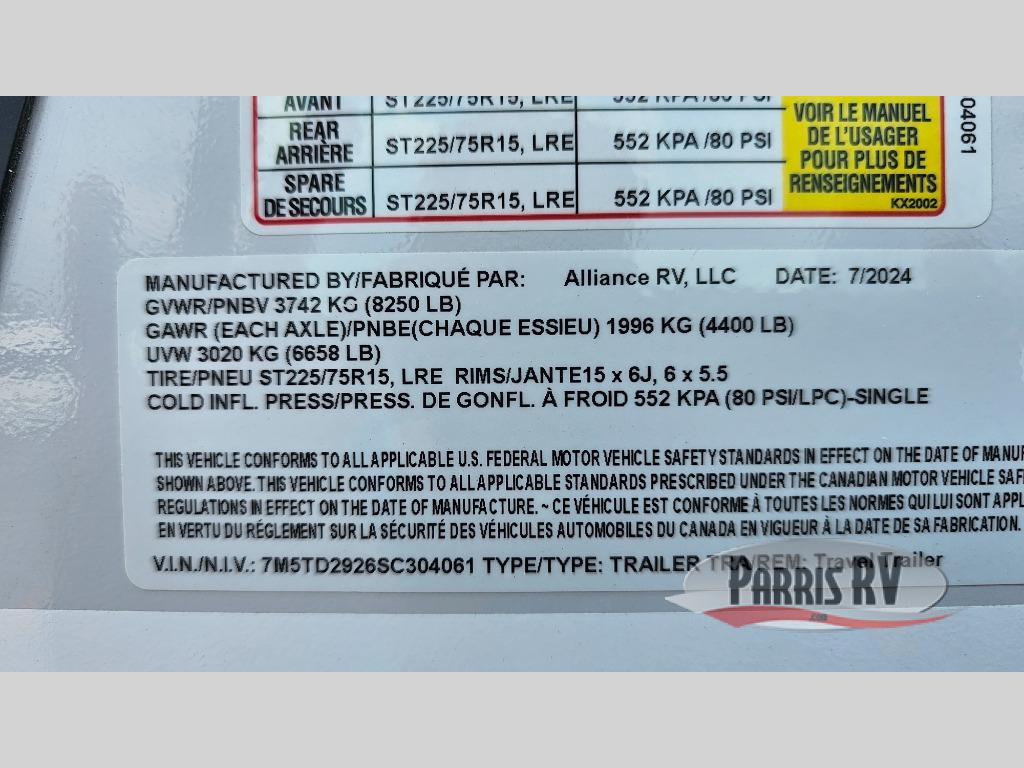 AVANT ST225/75R15, LRE 552 KPA/80 PSI
REAR
ARRIÈRE ST225/75R15, LRE 552 KPA /80 PSI
SPARE
DE SECOURS ST225/75R15, LRE 552 KPA /80 PSI
VOIR LE MANUEL
DE L'USAGER
POUR PLUS DE
RENSEIGNEMENTS
KX2002
04061
MANUFACTURED BY/FABRIQUÉ PAR: Alliance RV, LLC DATE: 7/2024
GVWR/PNBV 3742 KG (8250 LB)
GAWR (EACH AXLE)/PNBE(CHAQUE ESSIEU) 1996 KG (4400 LB)
UVW 3020 KG (6658 LB)
TIRE/PNEU ST225/75R15, LRE RIMS/JANTE15 x 6J, 6 x 5.5
COLD INFL. PRESS/PRESS. DE GONFL. À FROID 552 KPA (80 PSI/LPC)-SINGLE
THIS VEHICLE CONFORMS TO ALL APPLICABLE U.S. FEDERAL MOTOR VEHICLE SAFETY STANDARDS IN EFFECT ON THE DATE OF MANUF
SHOWN ABOVE. THIS VEHICLE CONFORMS TO ALL APPLICABLE STANDARDS PRESCRIBED UNDER THE CANADIAN MOTOR VEHICLE SAF
REGULATIONS IN EFFECT ON THE DATE OF MANUFACTURE. ~ CE VÉHICULE EST CONFORME À TOUTES LES NORMES QUI LUI SONT APPL
EN VERTU DU RÉGLEMENT SUR LA SÉCURITÉ DES VÉHICULES AUTOMOBILES DU CANADA EN VIGUEUR À LA DATE DE SA FABRICATION.
V.I.N./N.I.V.: 7M5TD2926SC304061 TYPE/TYPE: TRAILER TRA/REM: Travel Trailer
PARRIS RV
.com